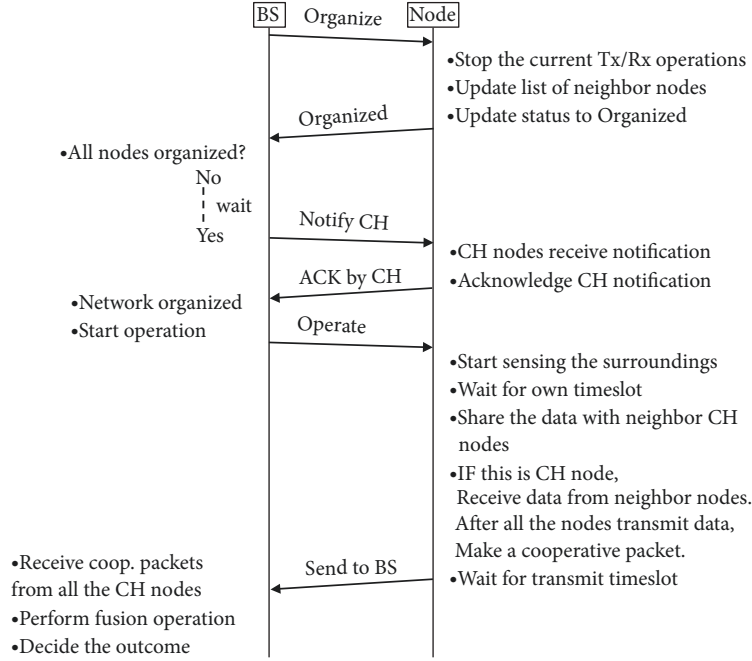 BS
Organize
Node
•Stop the current Tx/Rx operations
•Update list of neighbor nodes
•Update status to Organized
Organized
•All nodes organized?
No
wait
Yes
Notify CH
•CH nodes receive notification
•Acknowledge CH notification
ACK by CH
•Network organized
•Start operation
Operate
•Start sensing the surroundings
•Wait for own timeslot
•Share the data with neighbor CH
nodes
•IF this is CH node,
Receive data from neighbor nodes.
After all the nodes transmit data,
Make a cooperative packet.
•Wait for transmit timeslot
Send to BS
•Receive coop. packets
from all the CH nodes
•Perform fusion operation
•Decide the outcome